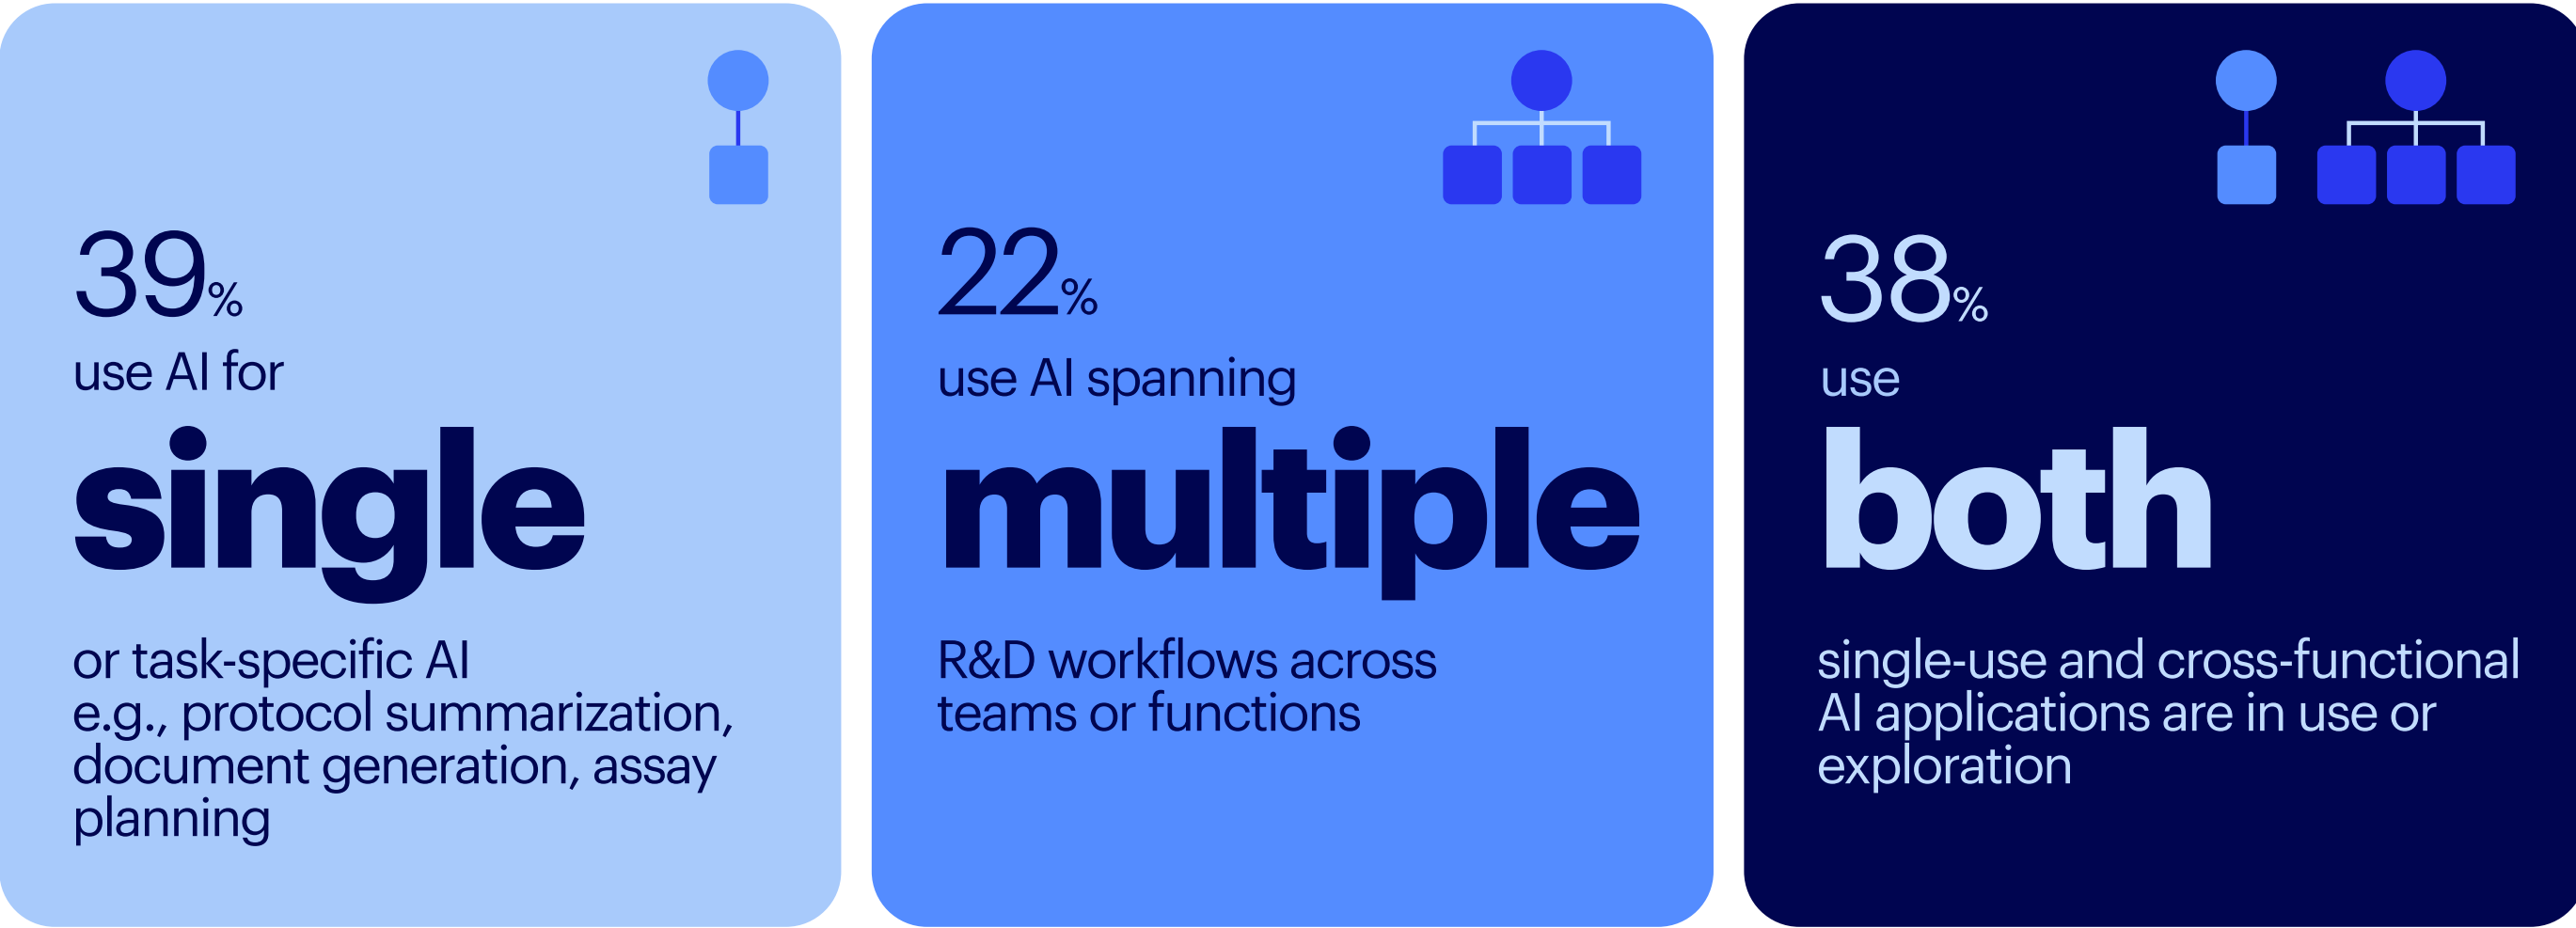 39%
use AI for
single
or task-specific AI
e.g., protocol summarization,
document generation, assay
planning
22%
use AI spanning
multiple
R&D workflows across
teams or functions
38%
use
both
single-use and cross-functional
AI applications are in use or
exploration